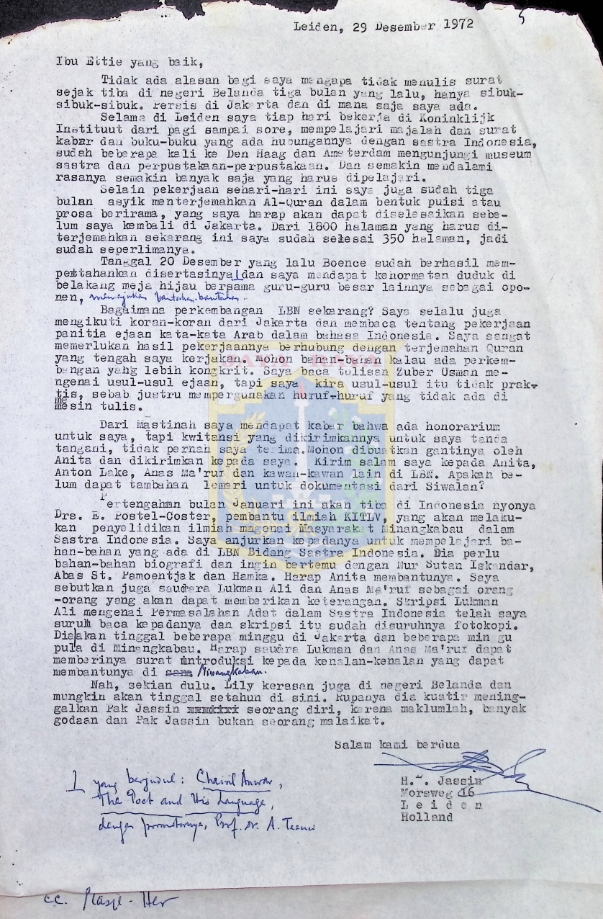 Leiden, 29 Desember 1972
Ibu Ettie yang baik,
Tidak ada alasan bagi saya mengapa tidak menulis surat
sejak tiba di negeri Belanda tiga bulan yang lalu, hanya sibuk-
sibuk-sibuk. Persis di Jakarta dan di mana saja saya ada.
Selama di Leiden saya tiap hari bekerja di Koninklijk
Instituut dari pagi sampai sore, mempelajari majalah dan surat
kabar dan buku-buku yang ada hubungannya dengan sastra Indonesia,
sudah beberapa kali ke Den Haag dan Amsterdam mengunjungi museum
sastra dan perpustakaan-perpustakaan. Dan semakin mendalami
rasanya semakin banyak saja yang harus dipelajari.
Selain pekerjaan sehari-hari ini saya juga sudah tiga
bulan asyik menterjemahkan Al-Quran dalam bentuk puisi atau
prosa berirama, yang saya harap akan dapat diselesaikan sebe-
lum saya kembali di Jakarta. Dari 1800 halaman yang harus di-
terjemahkan sekarang ini saya sudah selesai 350 halaman, jadi
sudah seperlimanya.
Tanggal 20 Desember yang lalu Boence sudah berhasil mem-
pertahankan disertasinya 1 dan saya mendapat kehormatan duduk di
belakang meja hijau bersama guru-guru besar lainnya sebagai opo-
nen, mengajukan bantahan-bantahan.
Bagaimana perkembangan LBN sekarang? Saya selalu juga
mengikuti koran-koran dari Jakarta dan membaca tentang pekerjaan
panitia ejaan kata-kata Arab dalam bahasa Indonesia. Saya sangat
memerlukan hasil pekerjaannya berhubung dengan terjemahan Quran
yang tengah saya kerjakan. Mohon bahan-bahan kalau ada perkem-
bangan yang lebih kongkrit. Saya baca tulisan Zuber Usman me-
ngenai usul-usul ejaan, tapi saya kira usul-usul itu tidak prak-
tis, sebab justru mempergunakan huruf-huruf yang tidak ada di
mesin tulis.
Dari Mastinah saya mendapat kabar bahwa ada honorarium
untuk saya, tapi kwitansi yang dikirimkannya untuk saya tanda
tangani, tidak pernah saya terima. Mohon dibuatkan gantinya oleh
Anita dan dikirimkan kepada saya. Kirim salam saya kepada Anita,
Anton Lake, Anas Ma'ruf dan kawan-kawan lain di LBN. Apakah be-
lum dapat tambahan lemari untuk dokumentasi dari Siwalan?
Pertengahan bulan Januari ini akan tiba di Indonesia nyonya
Drs. E. Postel-Coster, pembantu ilmiah KITLV, yang akan melaku-
kan penyelidikan ilmiah mengenai Masyarakat Minangkabau dalam
Sastra Indonesia. Saya anjurkan kepadanya untuk mempelajari ba-
han-bahan yang ada di LBN Bidang Sastra Indonesia. Dia perlu
bahan-bahan biografi dan ingin bertemu dengan Nur Sutan Iskandar,
Abas St. Pamoentjak dan Hamka. Harap Anita membantunya. Saya
sebutkan juga saudara Lukman Ali dan Anas Ma'ruf sebagai orang
-orang yang akan dapat memberikan keterangan. Skripsi Lukman
Ali mengenai Permasalahan Adat dalam Sastra Indonesia telah saya
suruh baca kepadanya dan skripsi itu sudah disuruhnya fotokopi.
Dia akan tinggal beberapa minggu di Jakarta dan beberapa min gu
pula di Minangkabau. Harap saudara Lukman dan Anas Ma'ruf dapat
memberinya surat introduksi kepada kenalan-kenalan yang dapat
membantunya di Minangkabau.
Nah, sekian dulu. Lily kerasan juga di negeri Belanda dan
mungkin akan tinggal setahun di sini. Rupanya dia kuatir mening-
galkan Pak Jassin seorang diri, karena maklumlah, banyak
godaan dan Pak Jassin bukan seorang malaikat.
Salam kami berdua
H.B. Jassin
Morsweg 16
Leiden
Holland
1 yang berjudul: Chairil Anwar,
The Poet and His Language,
dengan promotornya, Prof. Dr. A. Teeuw